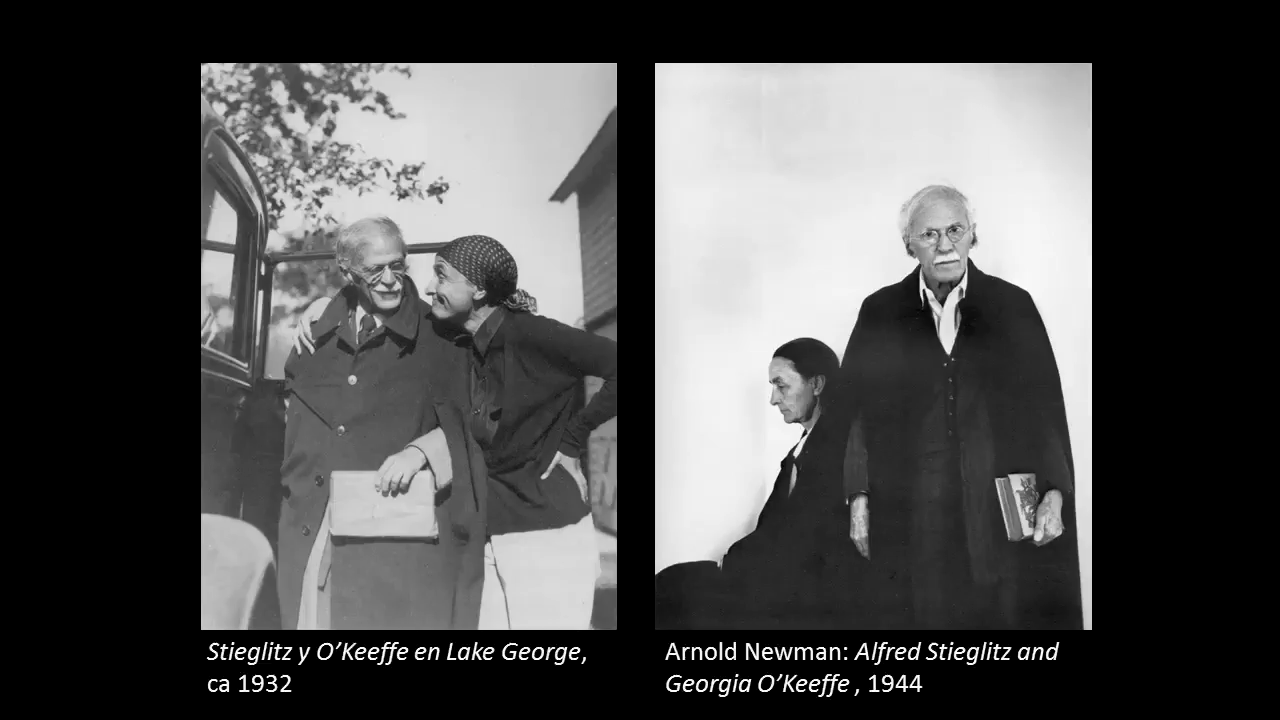 Stieglitz y O’Keeffe en Lake George,
ca 1932
Arnold Newman: Alfred Stieglitz and
Georgia O’Keeffe , 1944